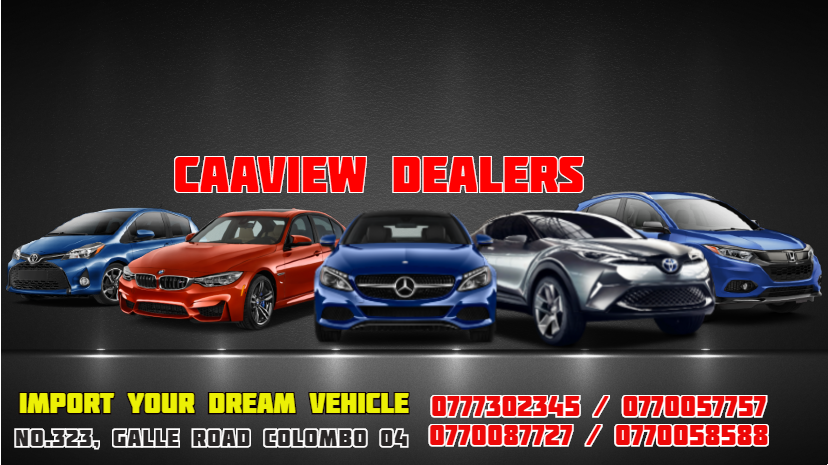 CAAVIEW DEALERS
IMPORT YOUR DREAM VEHICLE
NO.323, GALLE ROAD COLOMBO 04
0777302345 / 0770057757
0770087727 / 0770058588